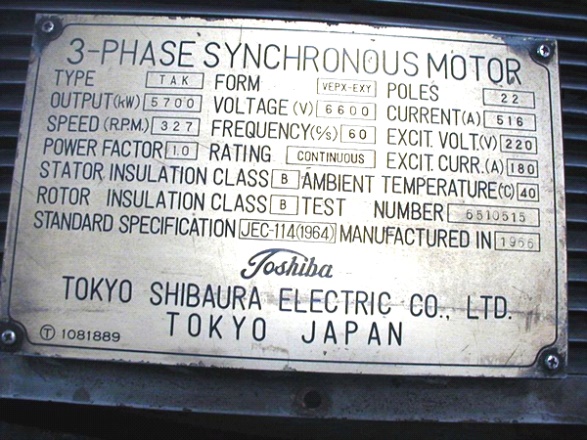 3-PHASE SYNCHRONOUS MOTOR
TYPE TAK FORM VEPX-EXY POLES 22
OUTPUT(kW) 5700 VOLTAGE (V) 6600 CURRENT(A) 516
SPEED (R.P.M.) 327 FREQUENCY(c/s) 60 EXCIT. VOLT.(V) 220
POWER FACTOR 1.0 RATING CONTINUOUS EXCIT. CURR.(A) 180
STATOR INSULATION CLASS B AMBIENT TEMPERATURE(°C) 40
ROTOR INSULATION CLASS B TEST NUMBER 6510515
STANDARD SPECIFICATION JEC-114(1964) MANUFACTURED IN 1966
Toshiba
TOKYO SHIBAURA ELECTRIC CO., LTD.
TOKYO JAPAN
Ⓣ 1081889